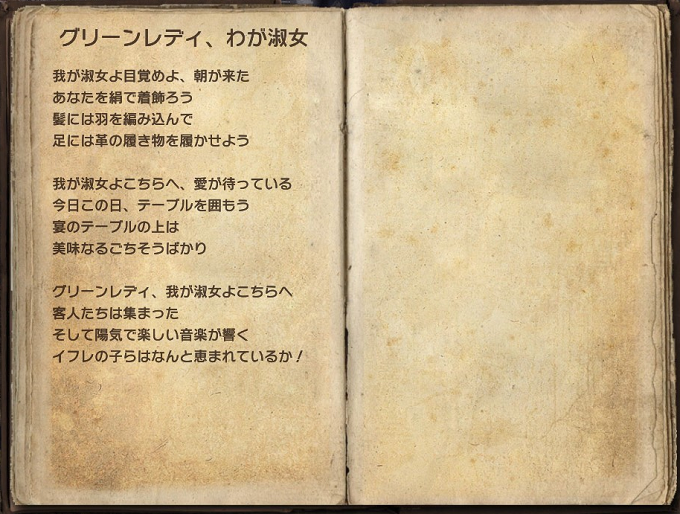 グリーンレディ、わが淑女
我が淑女よ目覚めよ、朝が来た
あなたを絹で着飾ろう
髪には羽を編み込んで
足には革の履き物を履かせよう
我が淑女よこちらへ、愛が待っている
今日この日、テーブルを囲もう
宴のテーブルの上は
美味なるごちそうばかり
グリーンレディ、我が淑女よこちらへ
客人たちは集まった
そして陽気で楽しい音楽が響く
イフレの子らはなんと恵まれているか！